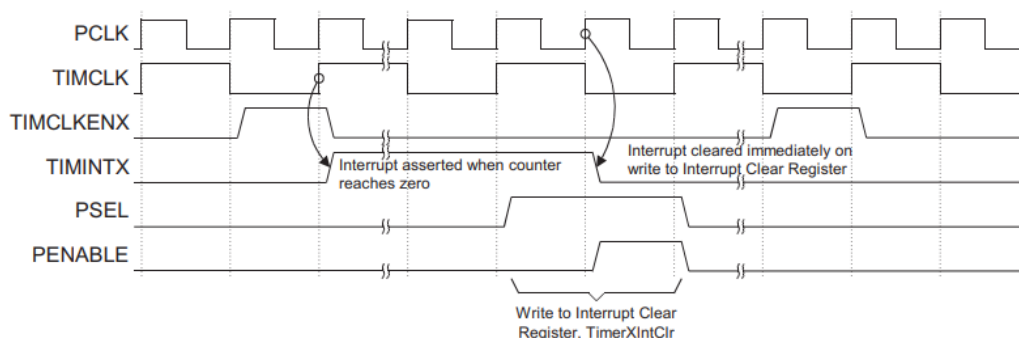 PCLK
TIMCLK
TIMCLKENX
TIMINTX
Interrupt asserted when counter
reaches zero
Interrupt cleared immediately on
write to Interrupt Clear Register
PSEL
PENABLE
Write to Interrupt Clear
Register, TimerXIntClr